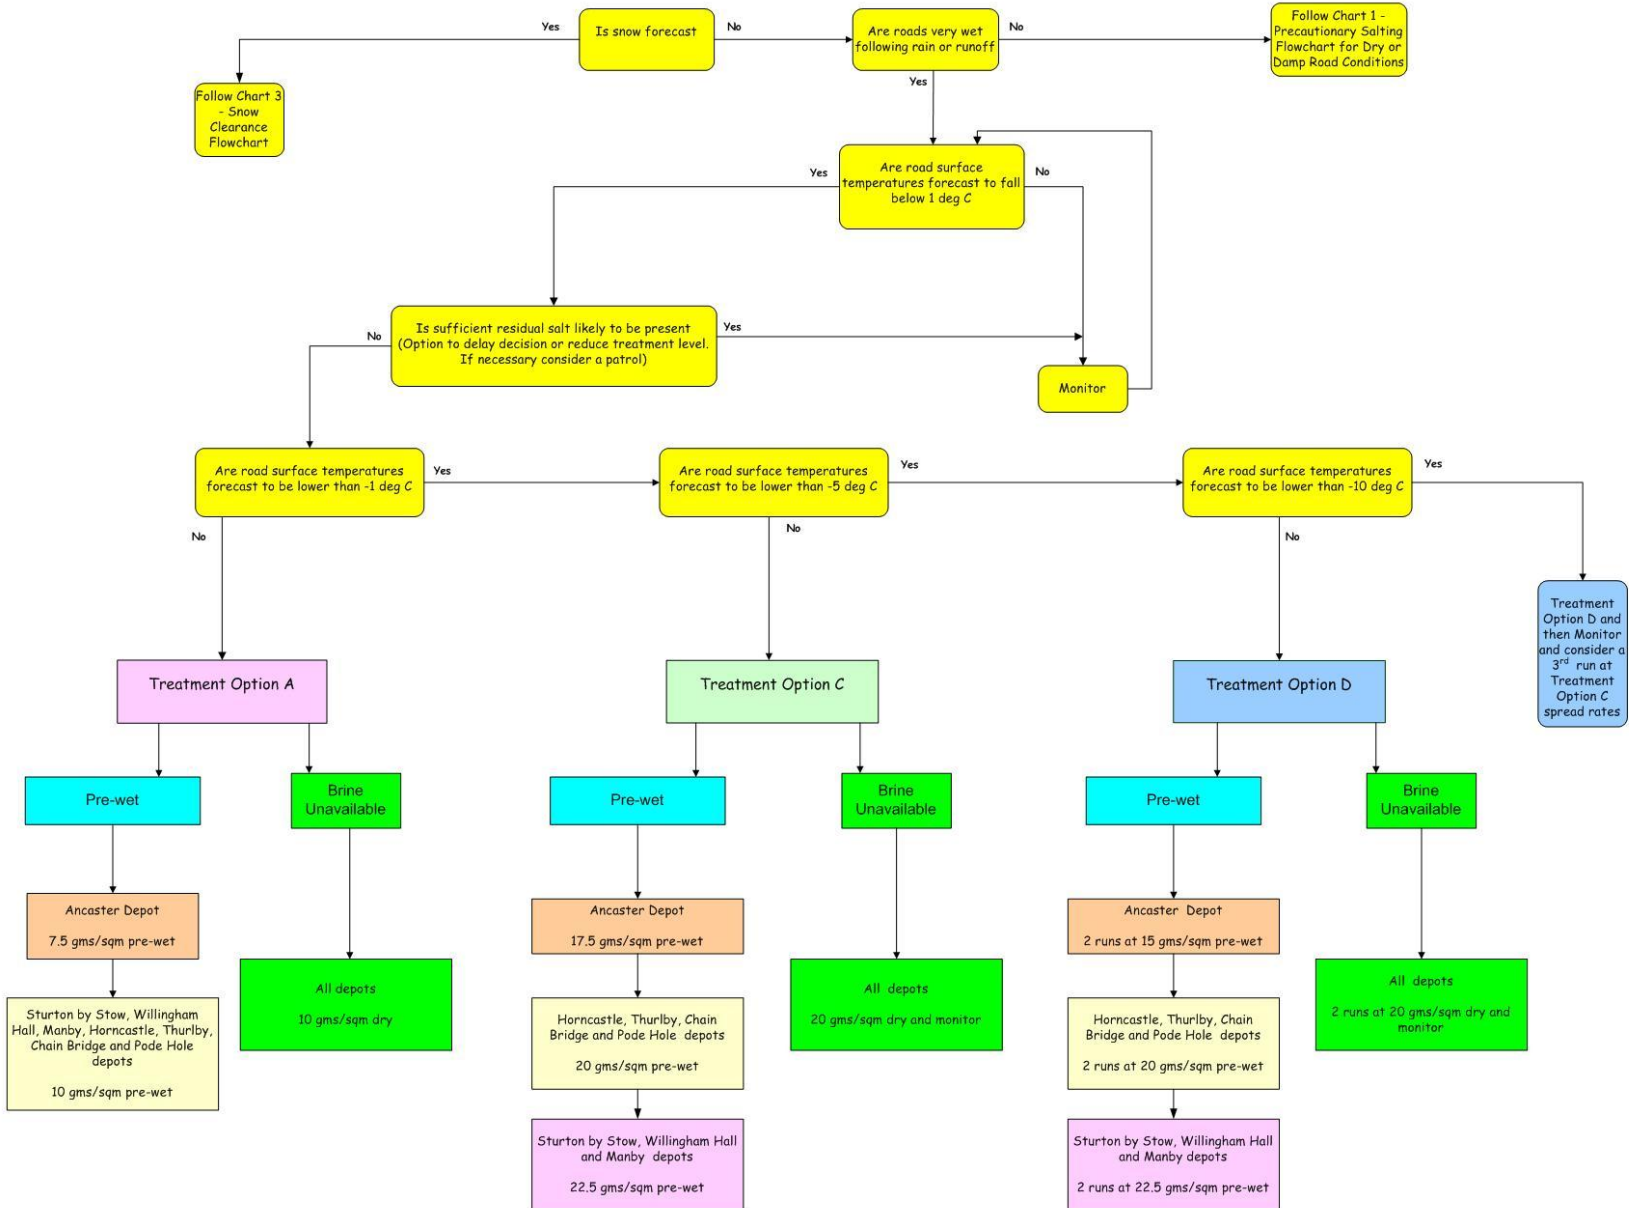 Yes
Is snow forecast
No
Are roads very wet
following rain or runoff
No
Follow Chart 1 -
Precautionary Salting
Flowchart for Dry or
Damp Road Conditions
Yes
Follow Chart 3
- Snow
Clearance
Flowchart
Yes
Are road surface
temperatures forecast to fall
below 1 deg C
No
No
Is sufficient residual salt likely to be present
(Option to delay decision or reduce treatment level.
If necessary consider a patrol)
Yes
Monitor
Are road surface temperatures
forecast to be lower than -1 deg C
Yes
Are road surface temperatures
forecast to be lower than -5 deg C
Yes
Are road surface temperatures
forecast to be lower than -10 deg C
Yes
No
No
No
Treatment
Option D and
then Monitor
and consider a
3rd run at
Treatment
Option C
spread rates
Treatment Option A
Treatment Option C
Treatment Option D
Pre-wet
Brine
Unavailable
Pre-wet
Brine
Unavailable
Pre-wet
Brine
Unavailable
Ancaster Depot
7.5 gms/sqm pre-wet
Ancaster Depot
17.5 gms/sqm pre-wet
Ancaster Depot
2 runs at 15 gms/sqm pre-wet
Sturton by Stow, Willingham
Hall, Manby, Horncastle, Thurlby,
Chain Bridge and Pode Hole
depots
10 gms/sqm pre-wet
All depots
10 gms/sqm dry
Horncastle, Thurlby, Chain
Bridge and Pode Hole depots
20 gms/sqm pre-wet
All depots
20 gms/sqm dry and monitor
Horncastle, Thurlby, Chain
Bridge and Pode Hole depots
2 runs at 20 gms/sqm pre-wet
All depots
2 runs at 20 gms/sqm dry and
monitor
Sturton by Stow, Willingham Hall
and Manby depots
22.5 gms/sqm pre-wet
Sturton by Stow, Willingham Hall
and Manby depots
2 runs at 22.5 gms/sqm pre-wet